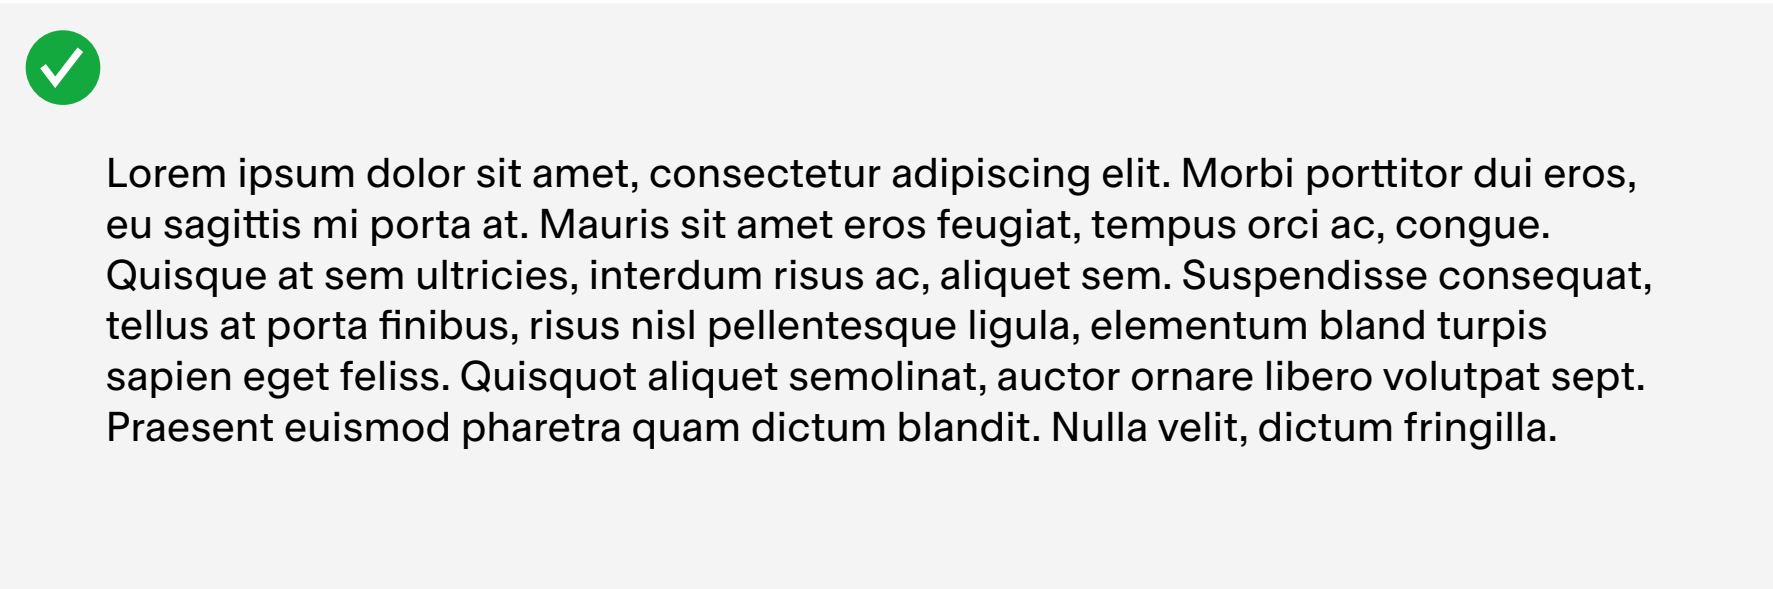 Lorem ipsum dolor sit amet, consectetur adipiscing elit. Morbi porttitor dui eros,
eu sagittis mi porta at. Mauris sit amet eros feugiat, tempus orci ac, congue.
Quisque at sem ultricies, interdum risus ac, aliquet sem. Suspendisse consequat,
tellus at porta finibus, risus nisl pellentesque ligula, elementum bland turpis
sapien eget feliss. Quisquot aliquet semolinat, auctor ornare libero volutpat sept.
Praesent euismod pharetra quam dictum blandit. Nulla velit, dictum fringilla.